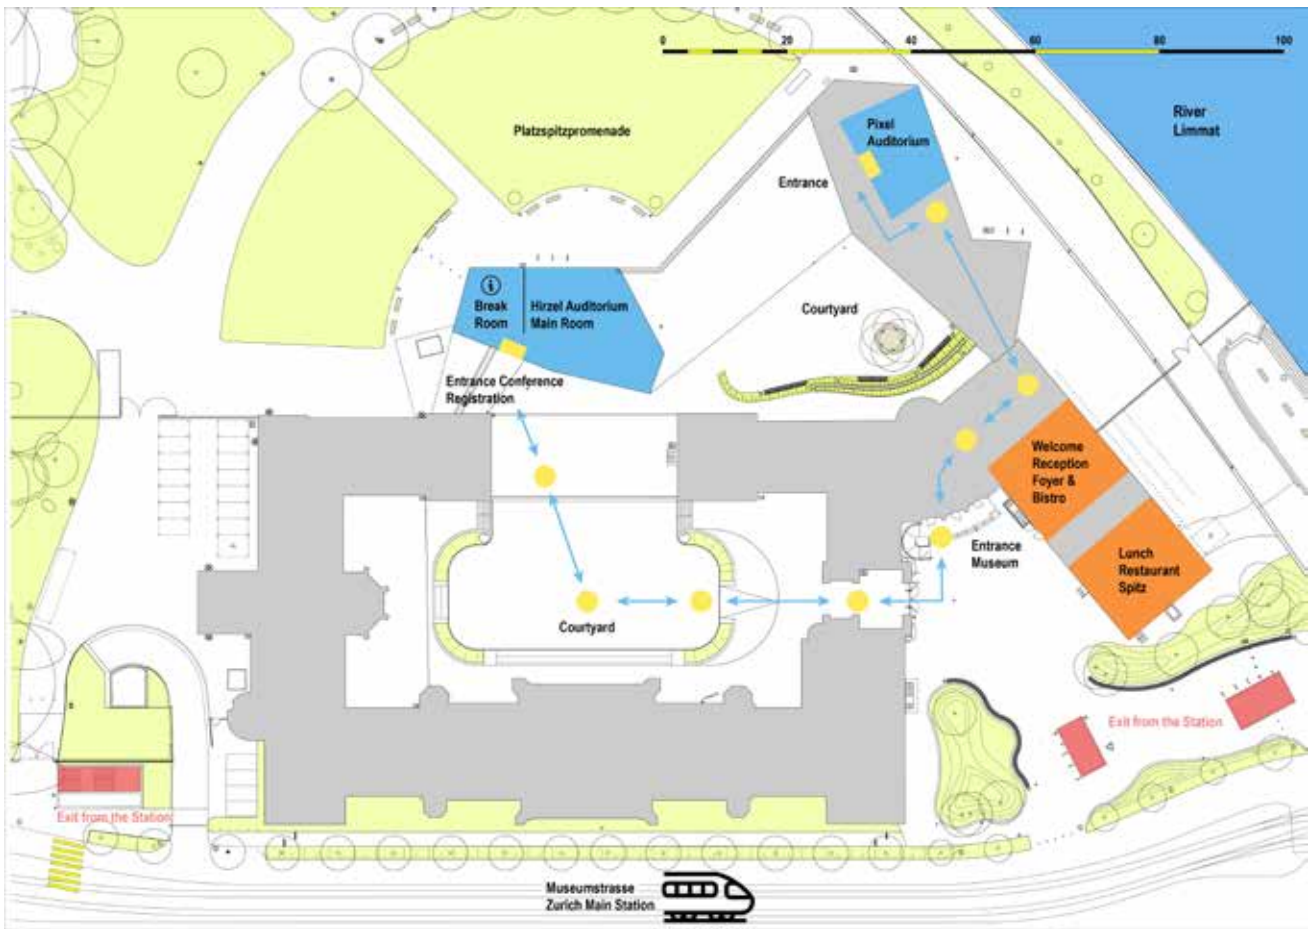 0 20 40 60 80 100
River
Limmat
Pixel
Auditorium
Platzspitzpromenade
Entrance
i
Break
Room
Hirzel Auditorium
Main Room
Courtyard
Entrance Conference
Registration
Welcome
Reception
Foyer &
Bistro
Entrance
Museum
Lunch
Restaurant
Spitz
Courtyard
Exit from the Station
Exit from the Station
Museumstrasse
Zurich Main Station